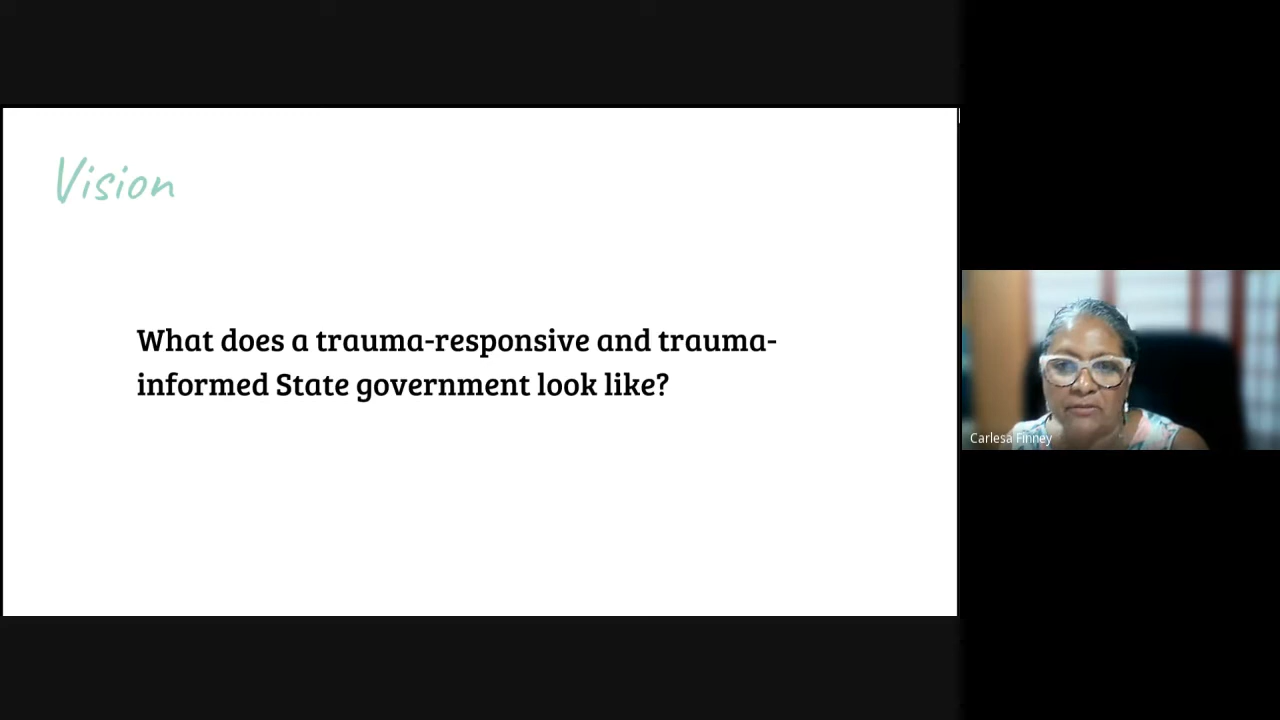 Vision
What does a trauma-responsive and trauma-
informed State government look like?
Carlesa Finney